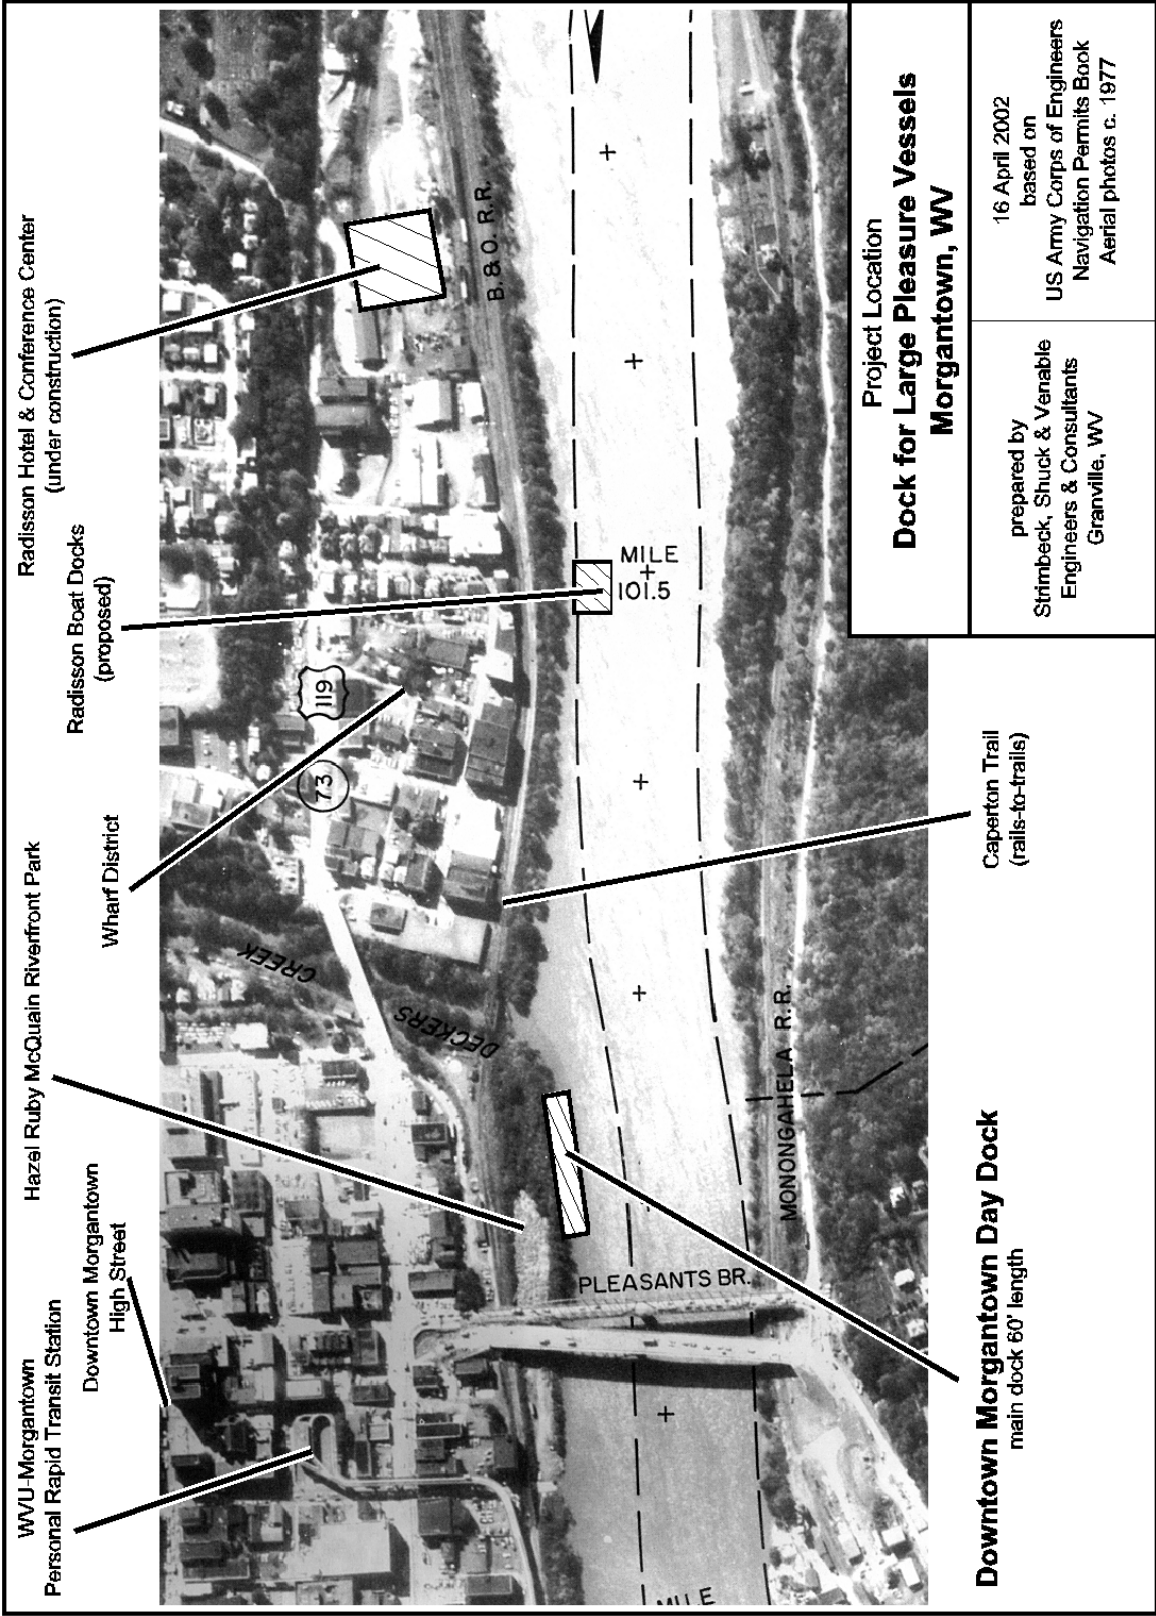 WVU-Morgantown
Personal Rapid Transit Station
Downtown Morgantown
High Street
Hazel Ruby McQuain Riverfront Park
Wharf District
Radisson Boat Docks
(proposed)
Radisson Hotel & Conference Center
(under construction)
73
119
CREEK
DECKERS
B. & O. R.R.
MILE
101.5
PLEASANTS BR.
MONONGAHELA R.R.
MILE
Downtown Morgantown Day Dock
main dock 60' length
Caperton Trail
(rails-to-trails)
Project Location
Dock for Large Pleasure Vessels
Morgantown, WV
prepared by
Strimbeck, Shuck & Venable
Engineers & Consultants
Granville, WV
16 April 2002
based on
US Army Corps of Engineers
Navigation Permits Book
Aerial photos c. 1977